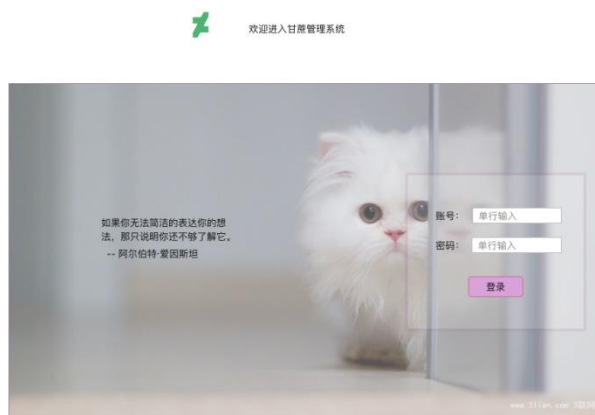 欢迎进入甘蔗管理系统
如果你无法简洁的表达你的想
法，那只说明你还不够了解它。
-- 阿尔伯特·爱因斯坦
账号： 单行输入
密码： 单行输入
登录